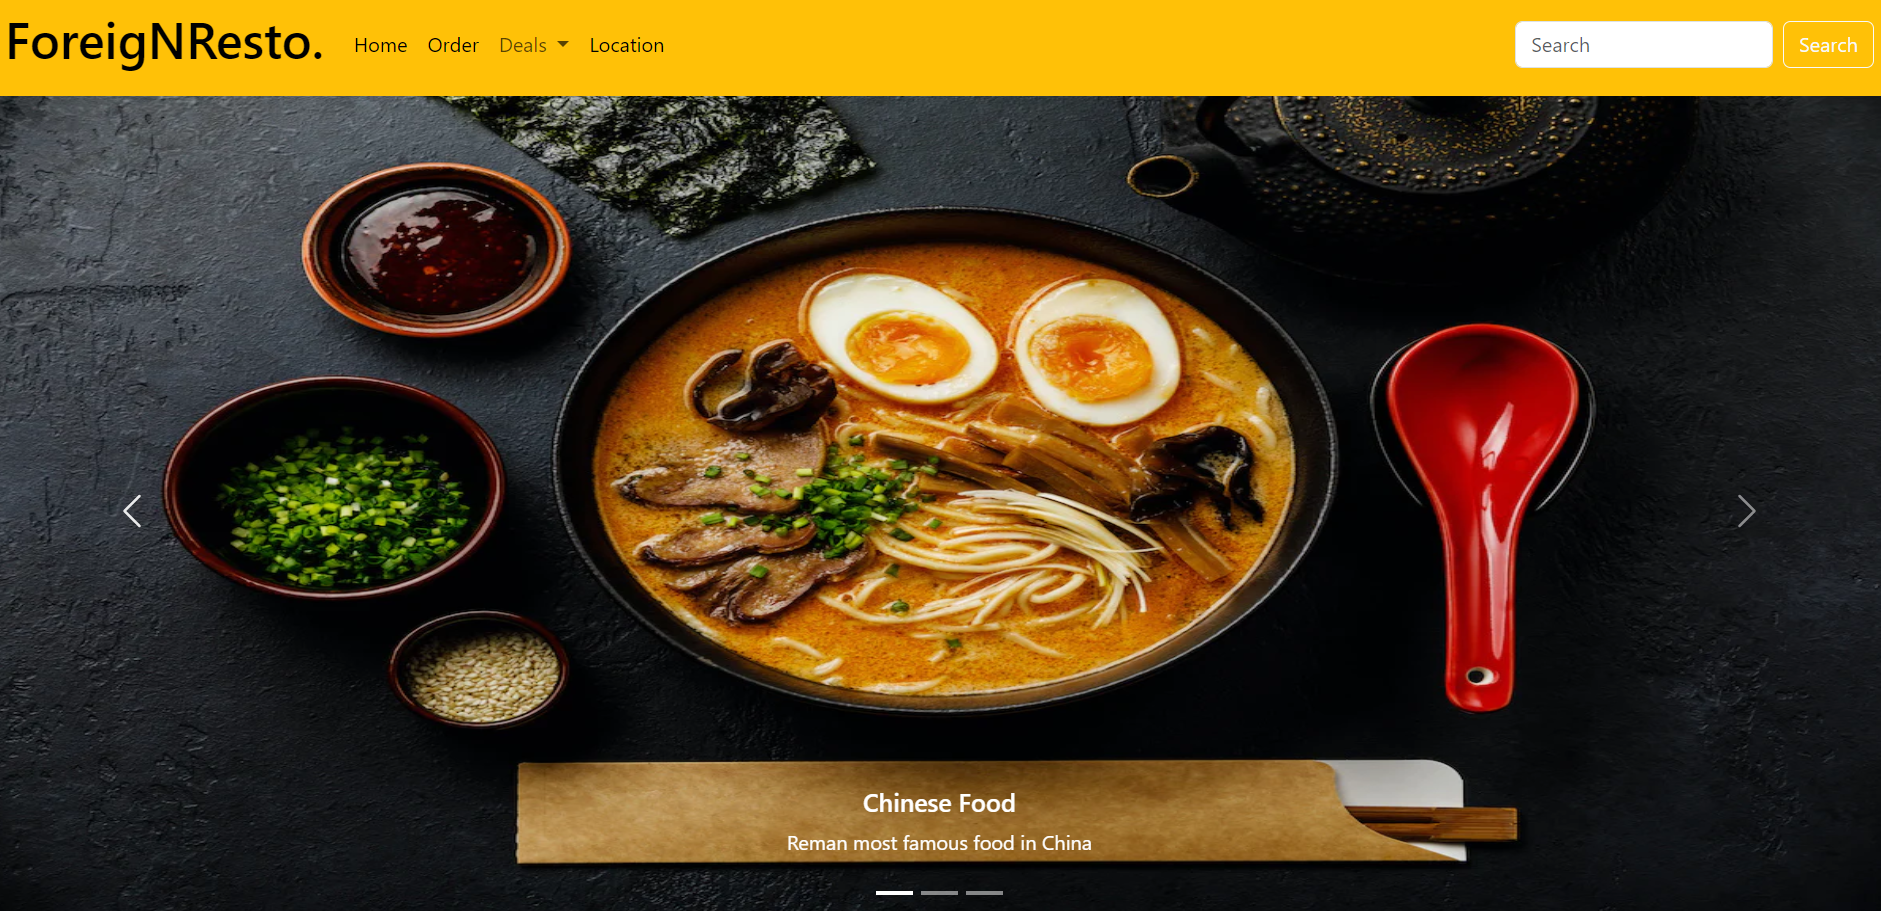 ForeigNResto.
Home Order Deals Location
Search Search
Chinese Food
Reman most famous food in China